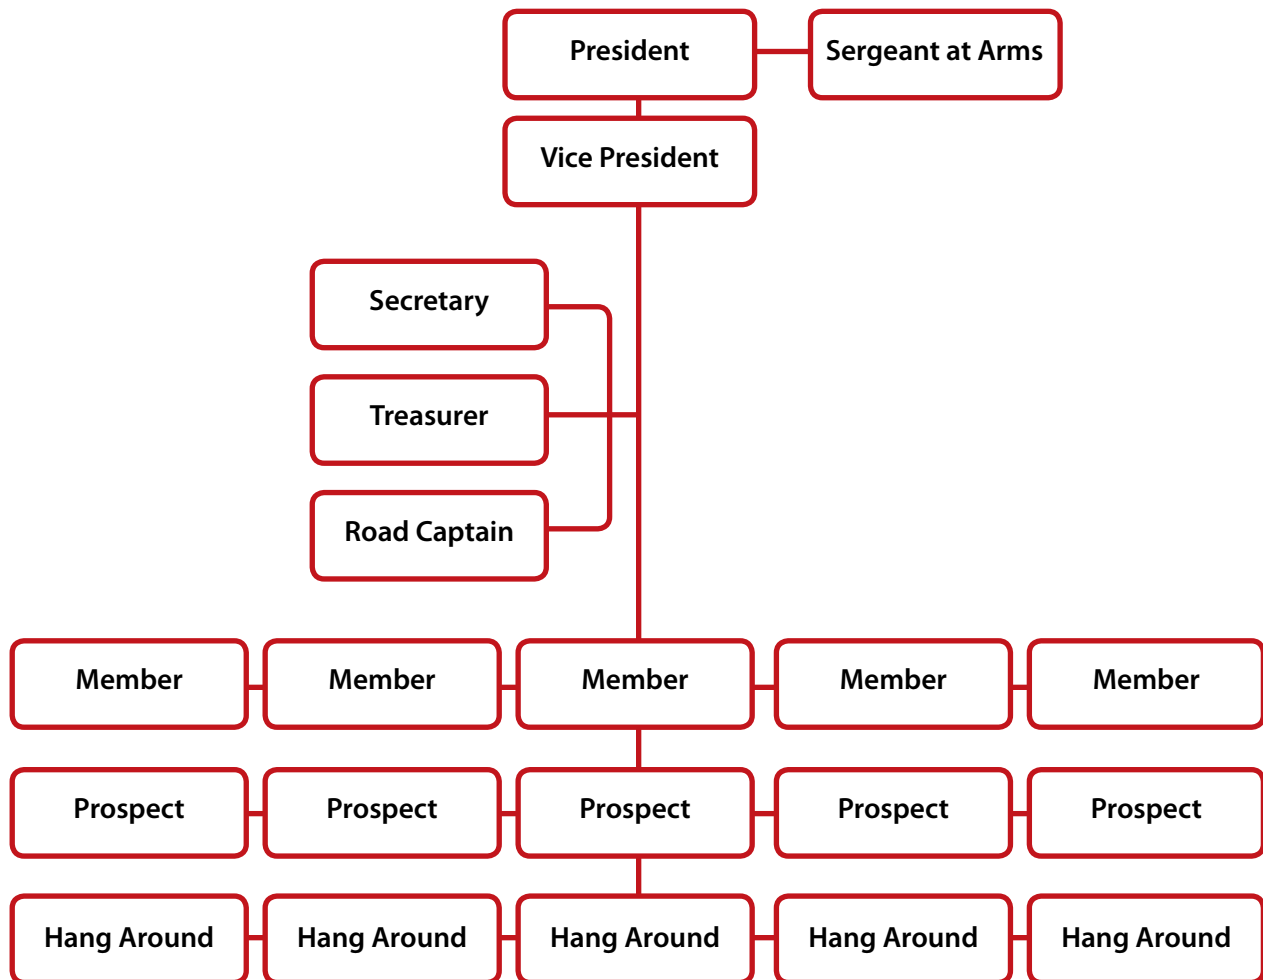 President
Sergeant at Arms
Vice President
Secretary
Treasurer
Road Captain
Member
Member
Member
Member
Member
Prospect
Prospect
Prospect
Prospect
Prospect
Hang Around
Hang Around
Hang Around
Hang Around
Hang Around